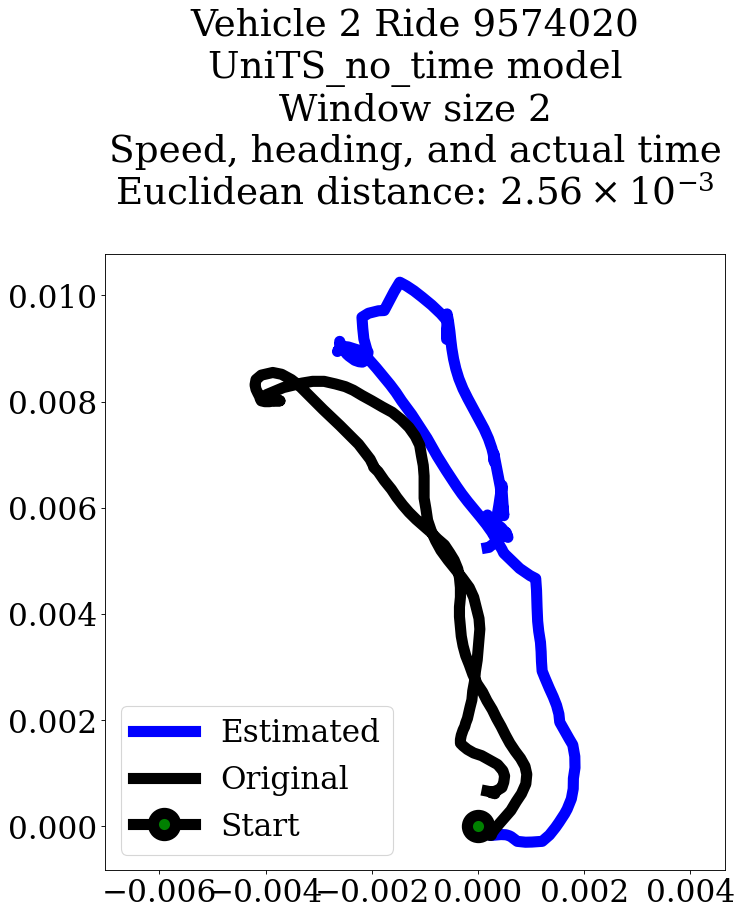 Vehicle 2 Ride 9574020
UniTS_no_time model
Window size 2
Speed, heading, and actual time
Euclidean distance: 2.56 × 10⁻³
0.010
0.008
0.006
0.004
0.002
0.000
Estimated
Original
Start
−0.006 −0.004 −0.002 0.000 0.002 0.004